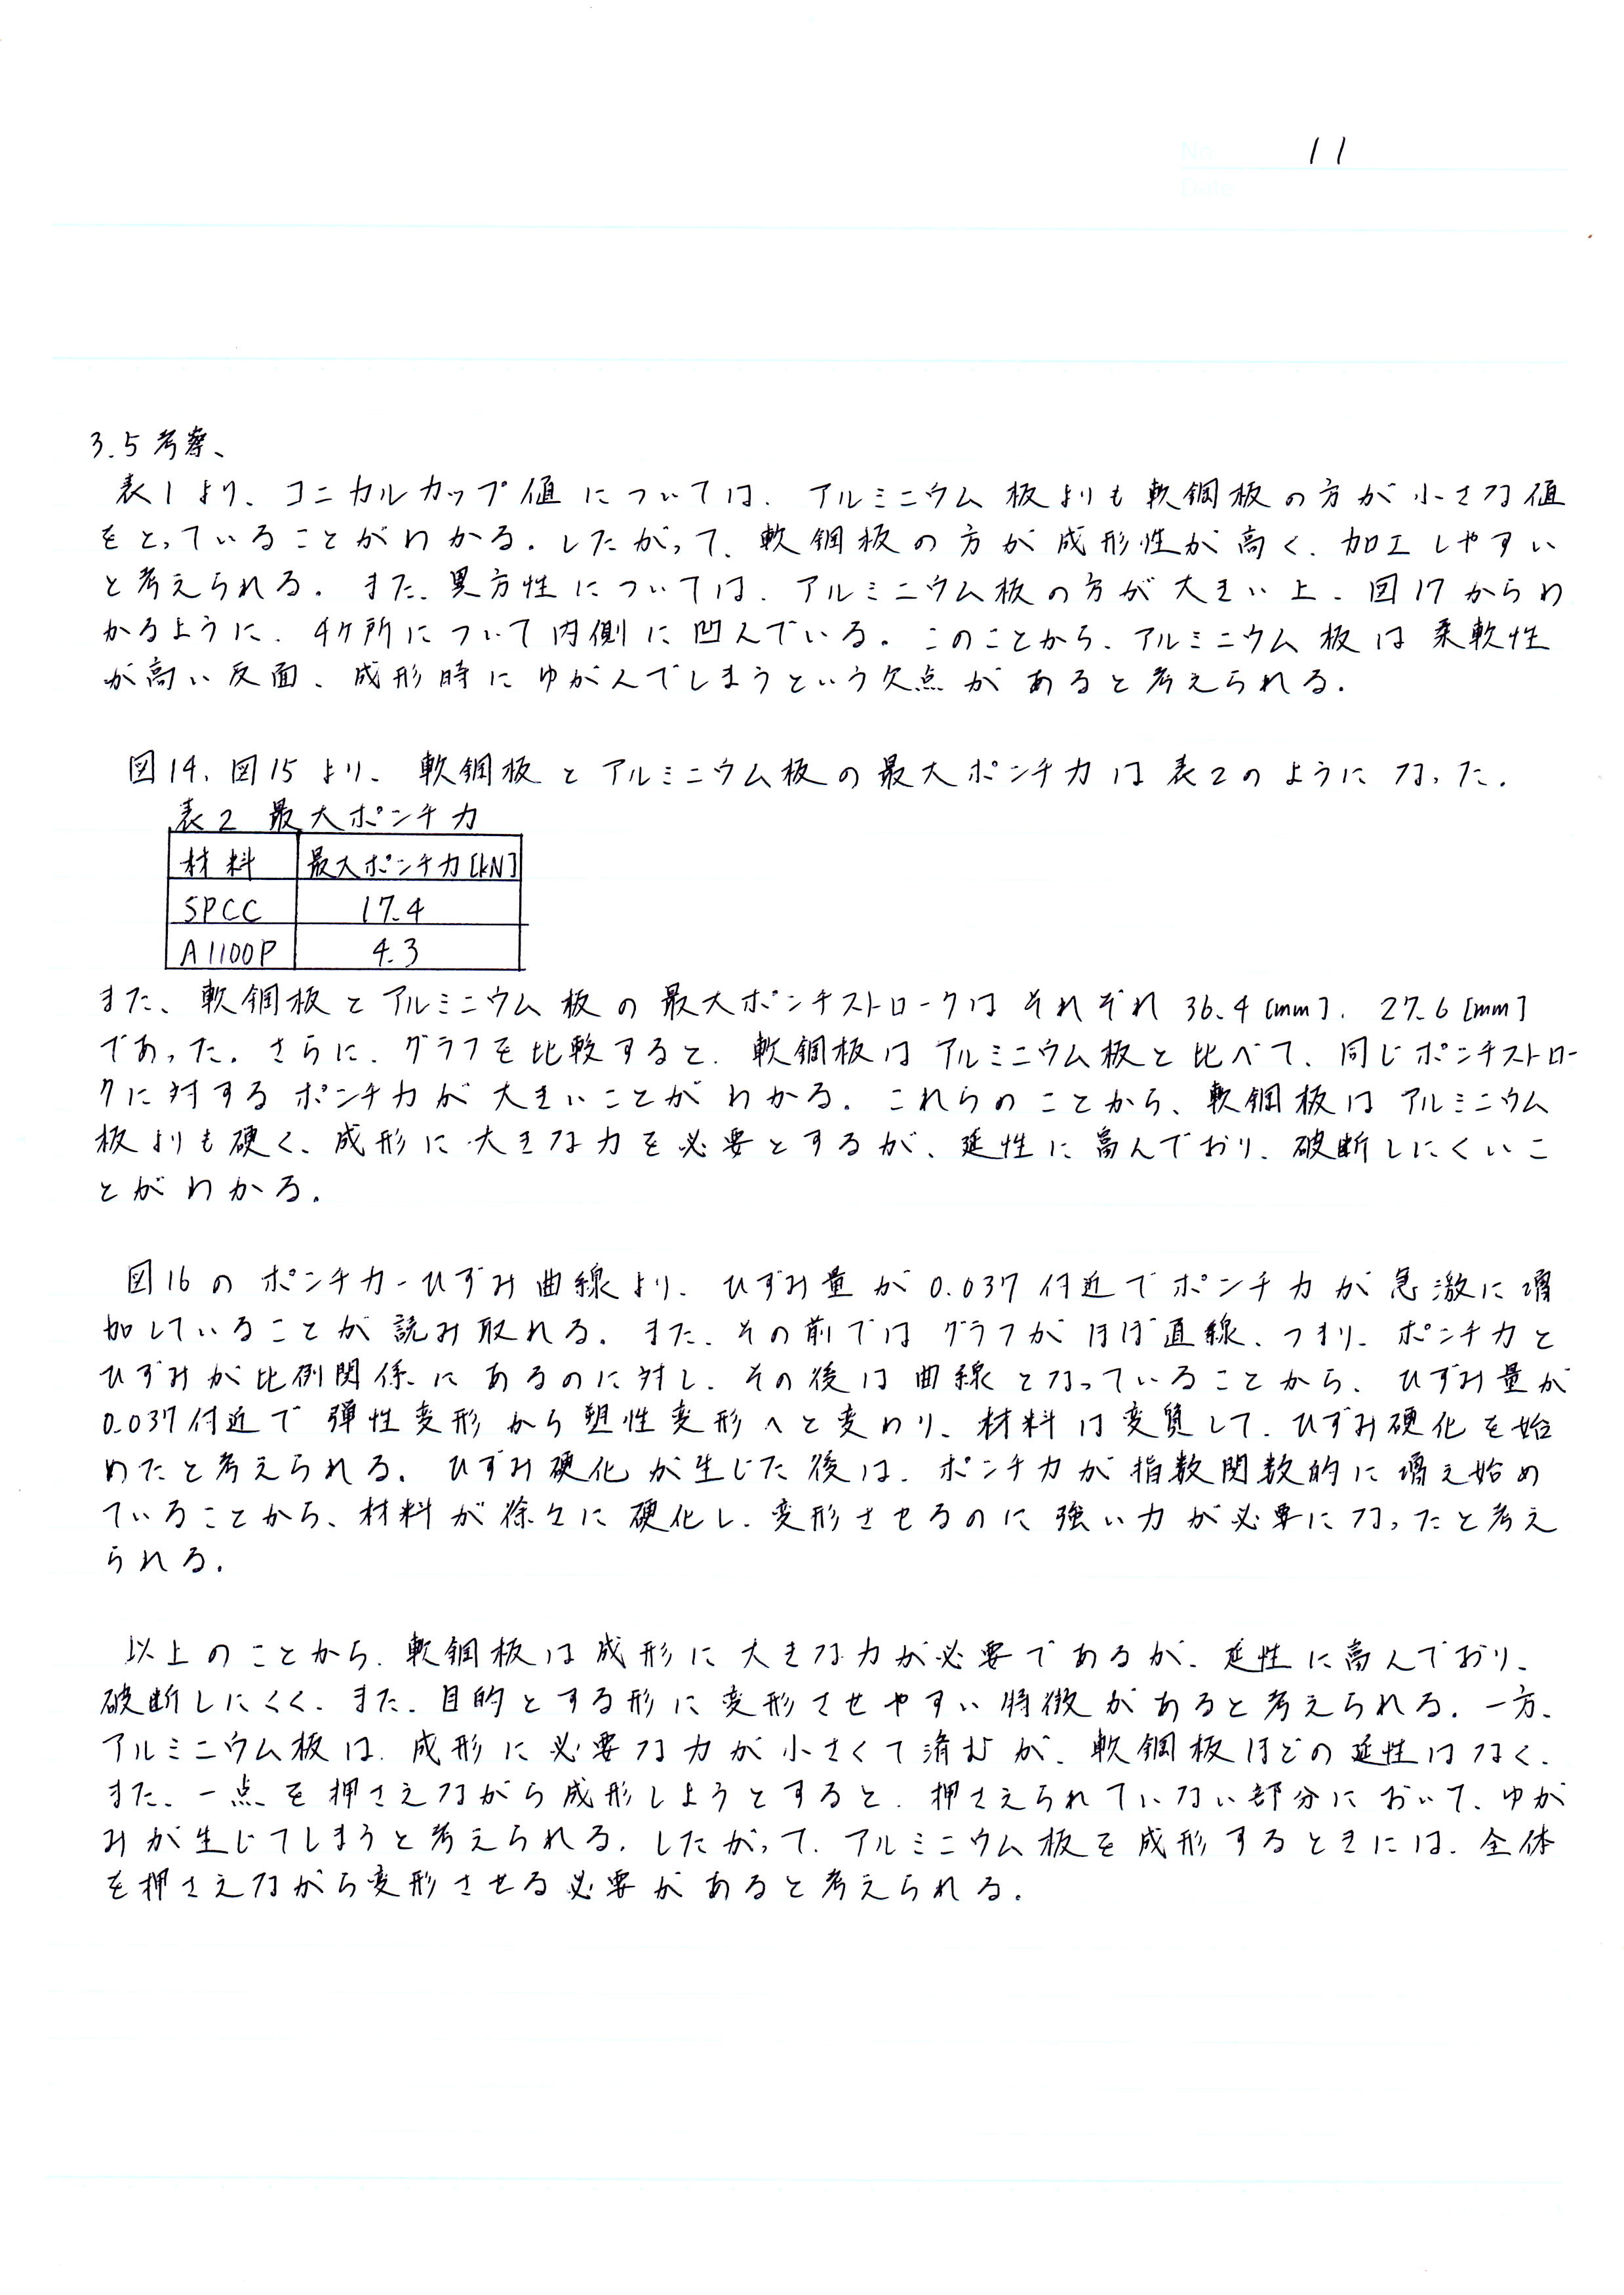 No. 11
Date
3.5 考察、
表1より、コニカルカップ値については、アルミニウム板よりも軟鋼板の方が小さな値
をとっていることがわかる。したがって、軟鋼板の方が成形性が高く、加工しやすい
と考えられる。また、異方性については、アルミニウム板の方が大きい上、図17からわ
かるように、4ヶ所について内側に凹んでいる。このことから、アルミニウム板は柔軟性
が高い反面、成形時にゆがんでしまうという欠点があると考えられる。
図14、図15より、軟鋼板とアルミニウム板の最大ポンチ力は表2のようになった。
表2 最大ポンチ力
材料 最大ポンチ力[kN]
SPCC 17.4
A1100P 4.3
また、軟鋼板とアルミニウム板の最大ポンチストロークはそれぞれ36.4[mm]、27.6[mm]
であった。さらに、グラフを比較すると、軟鋼板はアルミニウム板と比べて、同じポンチストロー
クに対するポンチ力が大きいことがわかる。これらのことから、軟鋼板はアルミニウム
板よりも硬く、成形に大きな力を必要とするが、延性に富んでおり、破断しにくいこ
とがわかる。
図16のポンチ力-ひずみ曲線より、ひずみ量が0.037付近でポンチ力が急激に増
加していることが読み取れる。また、その前ではグラフがほぼ直線、つまり、ポンチ力と
ひずみが比例関係にあるのに対し、その後は曲線となっていることから、ひずみ量が
0.037付近で弾性変形から塑性変形へと変わり、材料は変質して、ひずみ硬化を始
めたと考えられる。ひずみ硬化が生じた後は、ポンチ力が指数関数的に増え始め
ていることから、材料が徐々に硬化し、変形させるのに強い力が必要になったと考え
られる。
以上のことから、軟鋼板は成形に大きな力が必要であるが、延性に富んでおり、
破断しにくく、また、目的とする形に変形させやすい特徴があると考えられる。一方、
アルミニウム板は、成形に必要な力が小さくて済むが、軟鋼板ほどの延性はなく、
また、一点を押さえながら成形しようとすると、押さえられていない部分において、ゆが
みが生じてしまうと考えられる。したがって、アルミニウム板を成形するときには、全体
を押さえながら変形させる必要があると考えられる。